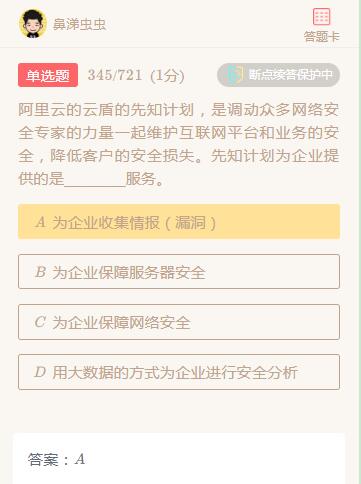 鼻涕虫虫
答题卡
单选题 345/721 (1分) 断点续答保护中
阿里云的云盾的先知计划，是调动众多网络安
全专家的力量一起维护互联网平台和业务的安
全，降低客户的安全损失。先知计划为企业提
供的是________服务。
A 为企业收集情报（漏洞）
B 为企业保障服务器安全
C 为企业保障网络安全
D 用大数据的方式为企业进行安全分析
答案：A